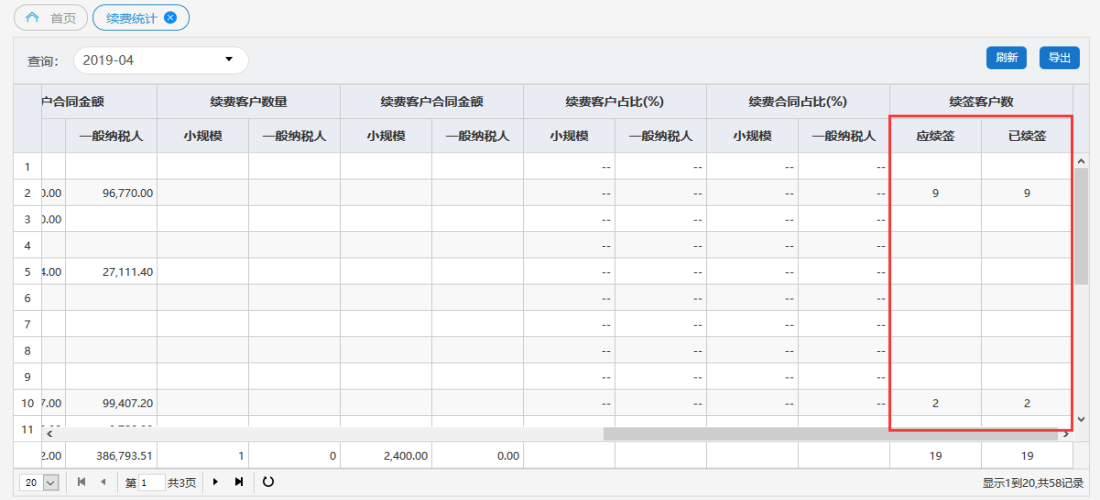 首页 续费统计
查询： 2019-04 刷新 导出
户合同金额 续费客户数量 续费客户合同金额 续费客户占比(%) 续费合同占比(%) 续签客户数
一般纳税人 小规模 一般纳税人 小规模 一般纳税人 小规模 一般纳税人 小规模 一般纳税人 应续签 已续签
1 -- -- -- --
2 0.00 96,770.00 -- -- -- -- 9 9
3 0.00 -- -- -- --
4 -- -- -- --
5 4.00 27,111.40 -- -- -- --
6 -- -- -- --
7 -- -- -- --
8 -- -- -- --
9 -- -- -- --
10 7.00 99,407.20 -- -- -- -- 2 2
11
2.00 386,793.51 1 0 2,400.00 0.00 19 19
20 第 1 共3页 显示1到20,共58记录